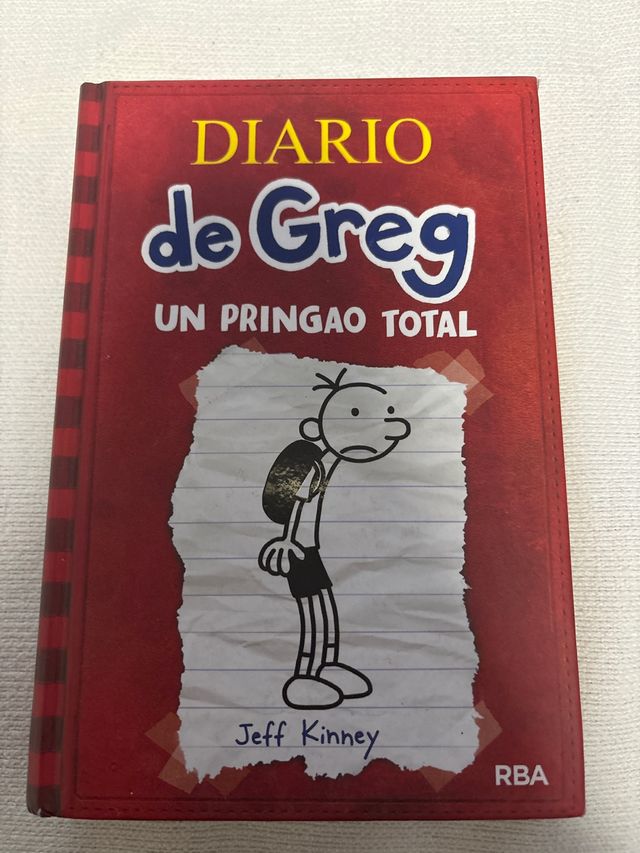 DIARIO
de Greg
UN PRINGAO TOTAL
Jeff Kinney
RBA